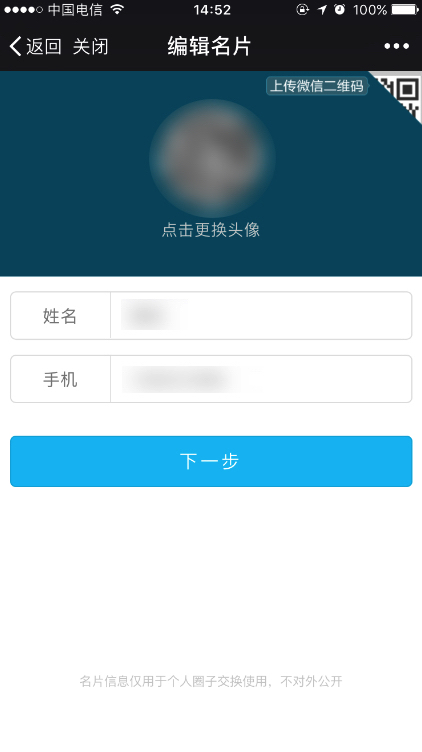 中国电信 14:52 100%
返回 关闭 编辑名片
上传微信二维码
点击更换头像
姓名
手机
下一步
名片信息仅用于个人圈子交换使用，不对外公开